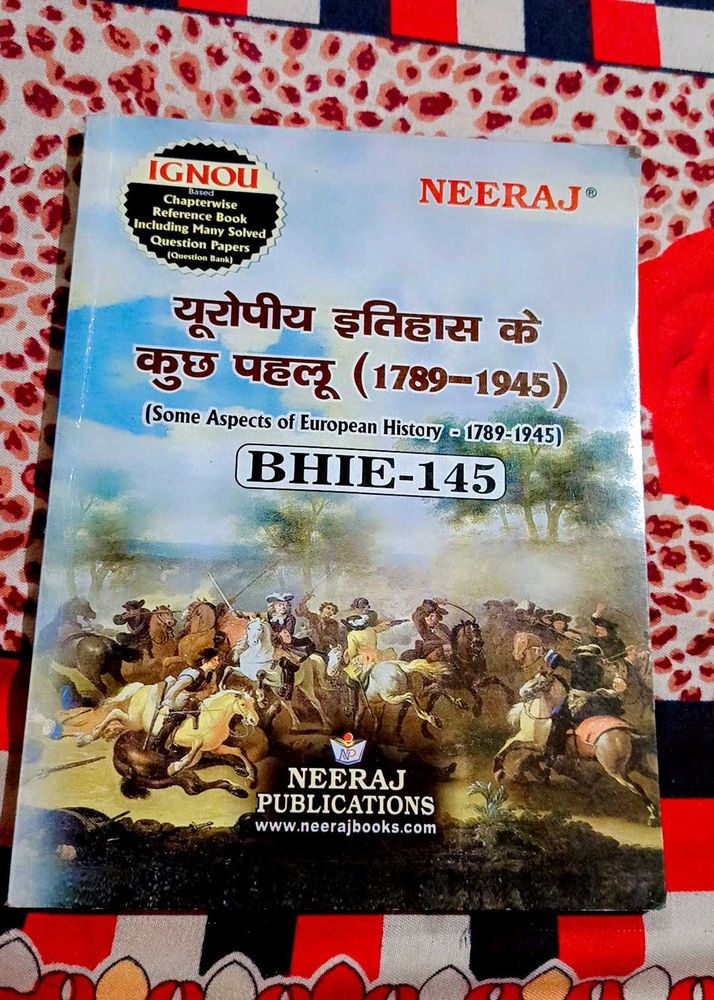 IGNOU
Based
Chapterwise
Reference Book
Including Many Solved
Question Papers
(Question Bank)
NEERAJ®
यूरोपीय इतिहास के
कुछ पहलू (1789–1945)
(Some Aspects of European History - 1789-1945)
BHIE-145
NP
NEERAJ
PUBLICATIONS
www.neerajbooks.com